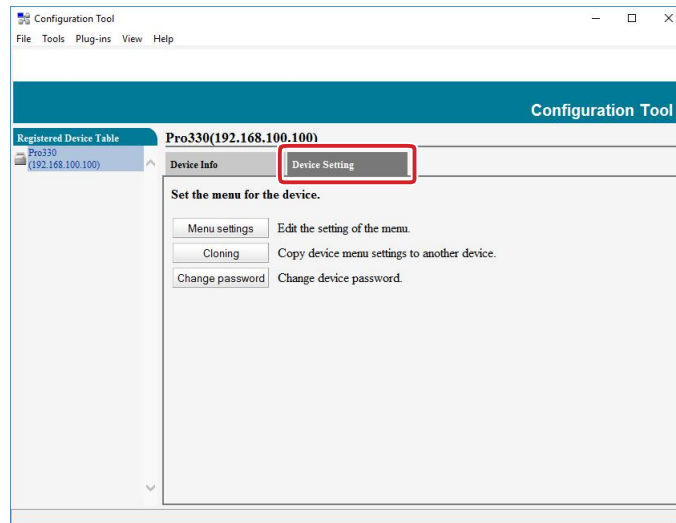 Configuration Tool
File Tools Plug-ins View Help
Configuration Tool
Registered Device Table
Pro330
(192.168.100.100)
Pro330(192.168.100.100)
Device Info Device Setting
Set the menu for the device.
Menu settings Edit the setting of the menu.
Cloning Copy device menu settings to another device.
Change password Change device password.